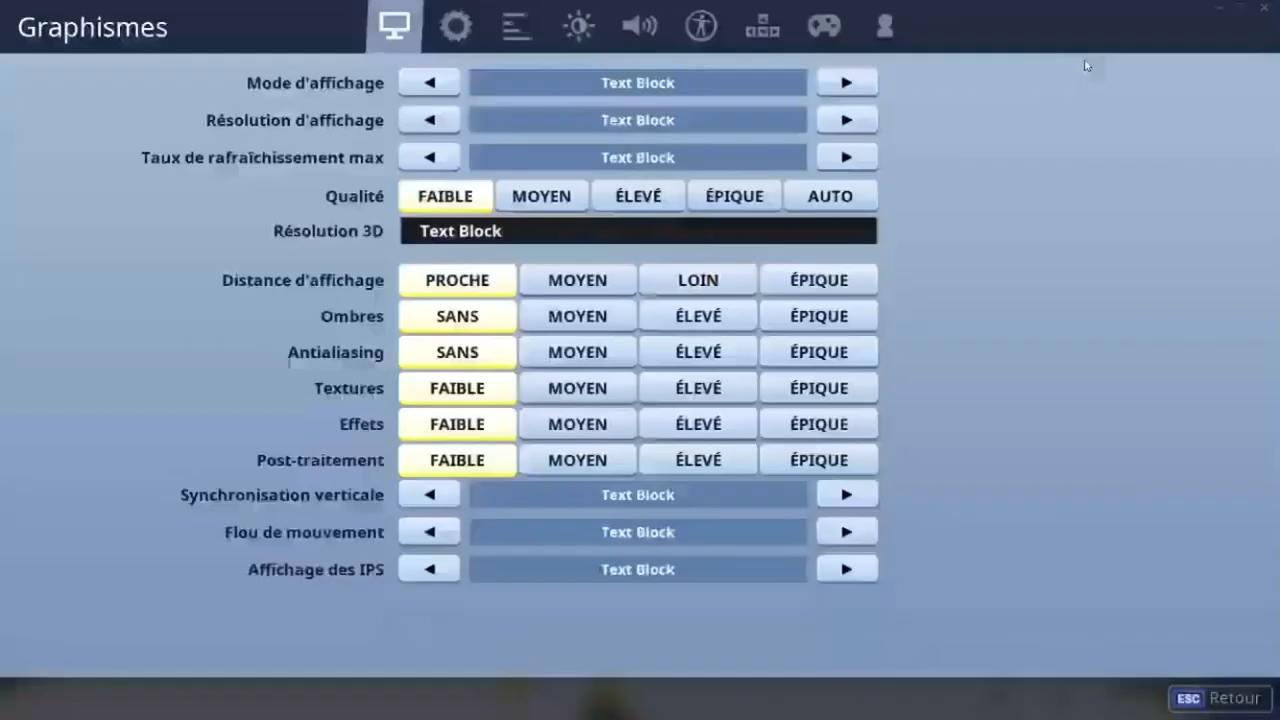 Graphismes
Mode d'affichage Text Block
Résolution d'affichage Text Block
Taux de rafraîchissement max Text Block
Qualité FAIBLE MOYEN ÉLEVÉ ÉPIQUE AUTO
Résolution 3D Text Block
Distance d'affichage PROCHE MOYEN LOIN ÉPIQUE
Ombres SANS MOYEN ÉLEVÉ ÉPIQUE
Antialiasing SANS MOYEN ÉLEVÉ ÉPIQUE
Textures FAIBLE MOYEN ÉLEVÉ ÉPIQUE
Effets FAIBLE MOYEN ÉLEVÉ ÉPIQUE
Post-traitement FAIBLE MOYEN ÉLEVÉ ÉPIQUE
Synchronisation verticale Text Block
Flou de mouvement Text Block
Affichage des IPS Text Block
ESC Retour